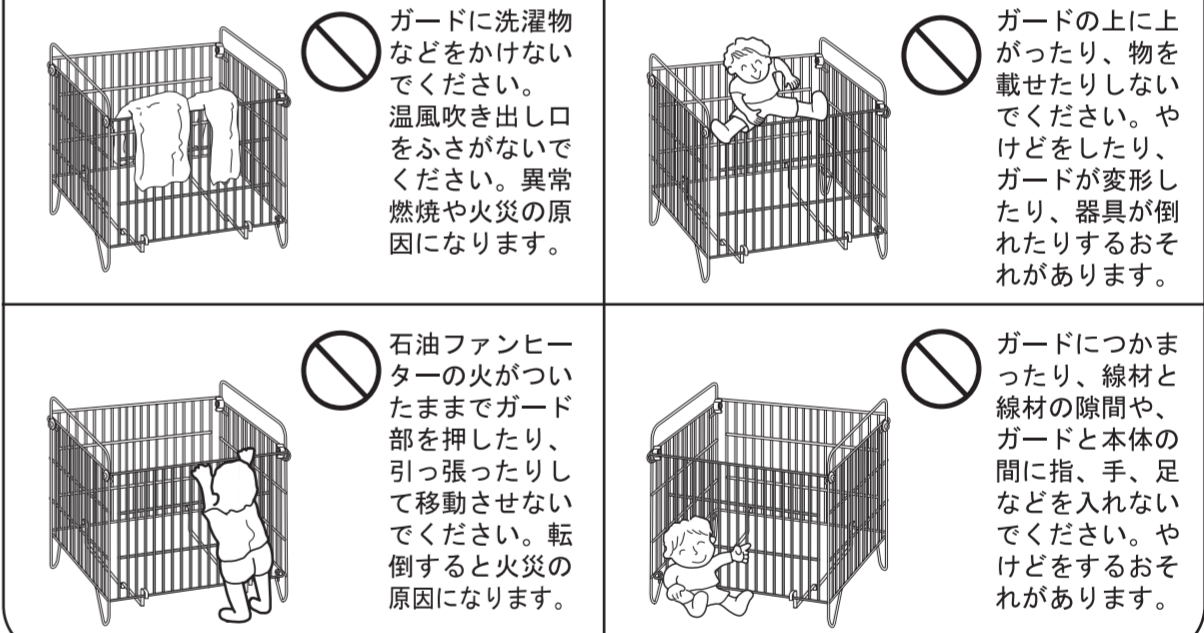 ガードに洗濯物
などをかけない
でください。
温風吹き出し口
をふさがないで
ください。異常
燃焼や火災の原
因になります。
ガードの上に上
がったり、物を
載せたりしない
でください。や
けどをしたり、
ガードが変形し
たり、器具が倒
れたりするおそ
れがあります。
石油ファンヒー
ターの火がつい
たままでガード
部を押したり、
引っ張ったりし
て移動させない
でください。転
倒すると火災の
原因になります。
ガードにつかま
ったり、線材と
線材の隙間や、
ガードと本体の
間に指、手、足
などを入れない
でください。や
けどをするおそ
れがあります。